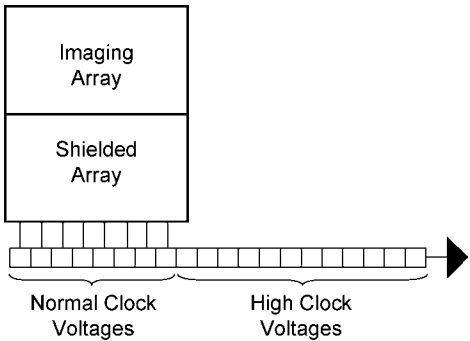 Imaging
Array
Shielded
Array
Normal Clock
Voltages
High Clock
Voltages